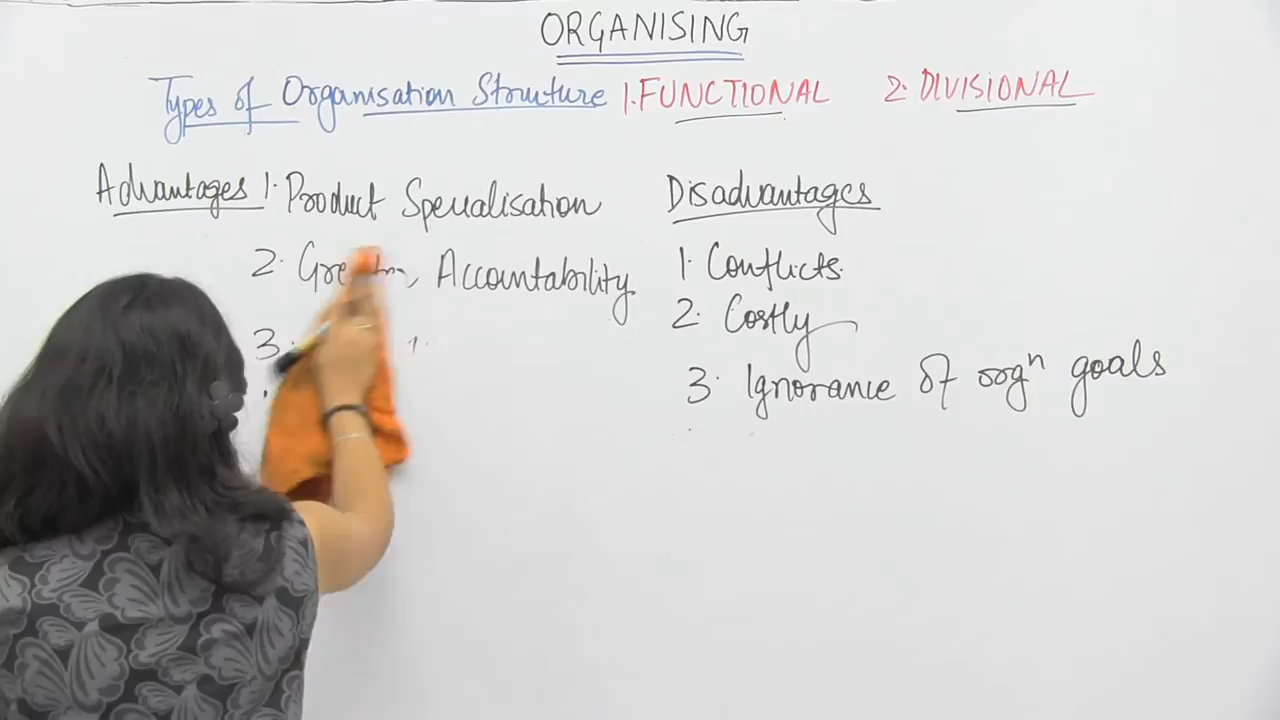 ORGANISING
Types of Organisation Structure 1. FUNCTIONAL 2. DIVISIONAL
Advantages 1. Product Specialisation
2. Accountability
3.
Disadvantages
1. Conflicts
2. Costly
3. Ignorance of orgn goals